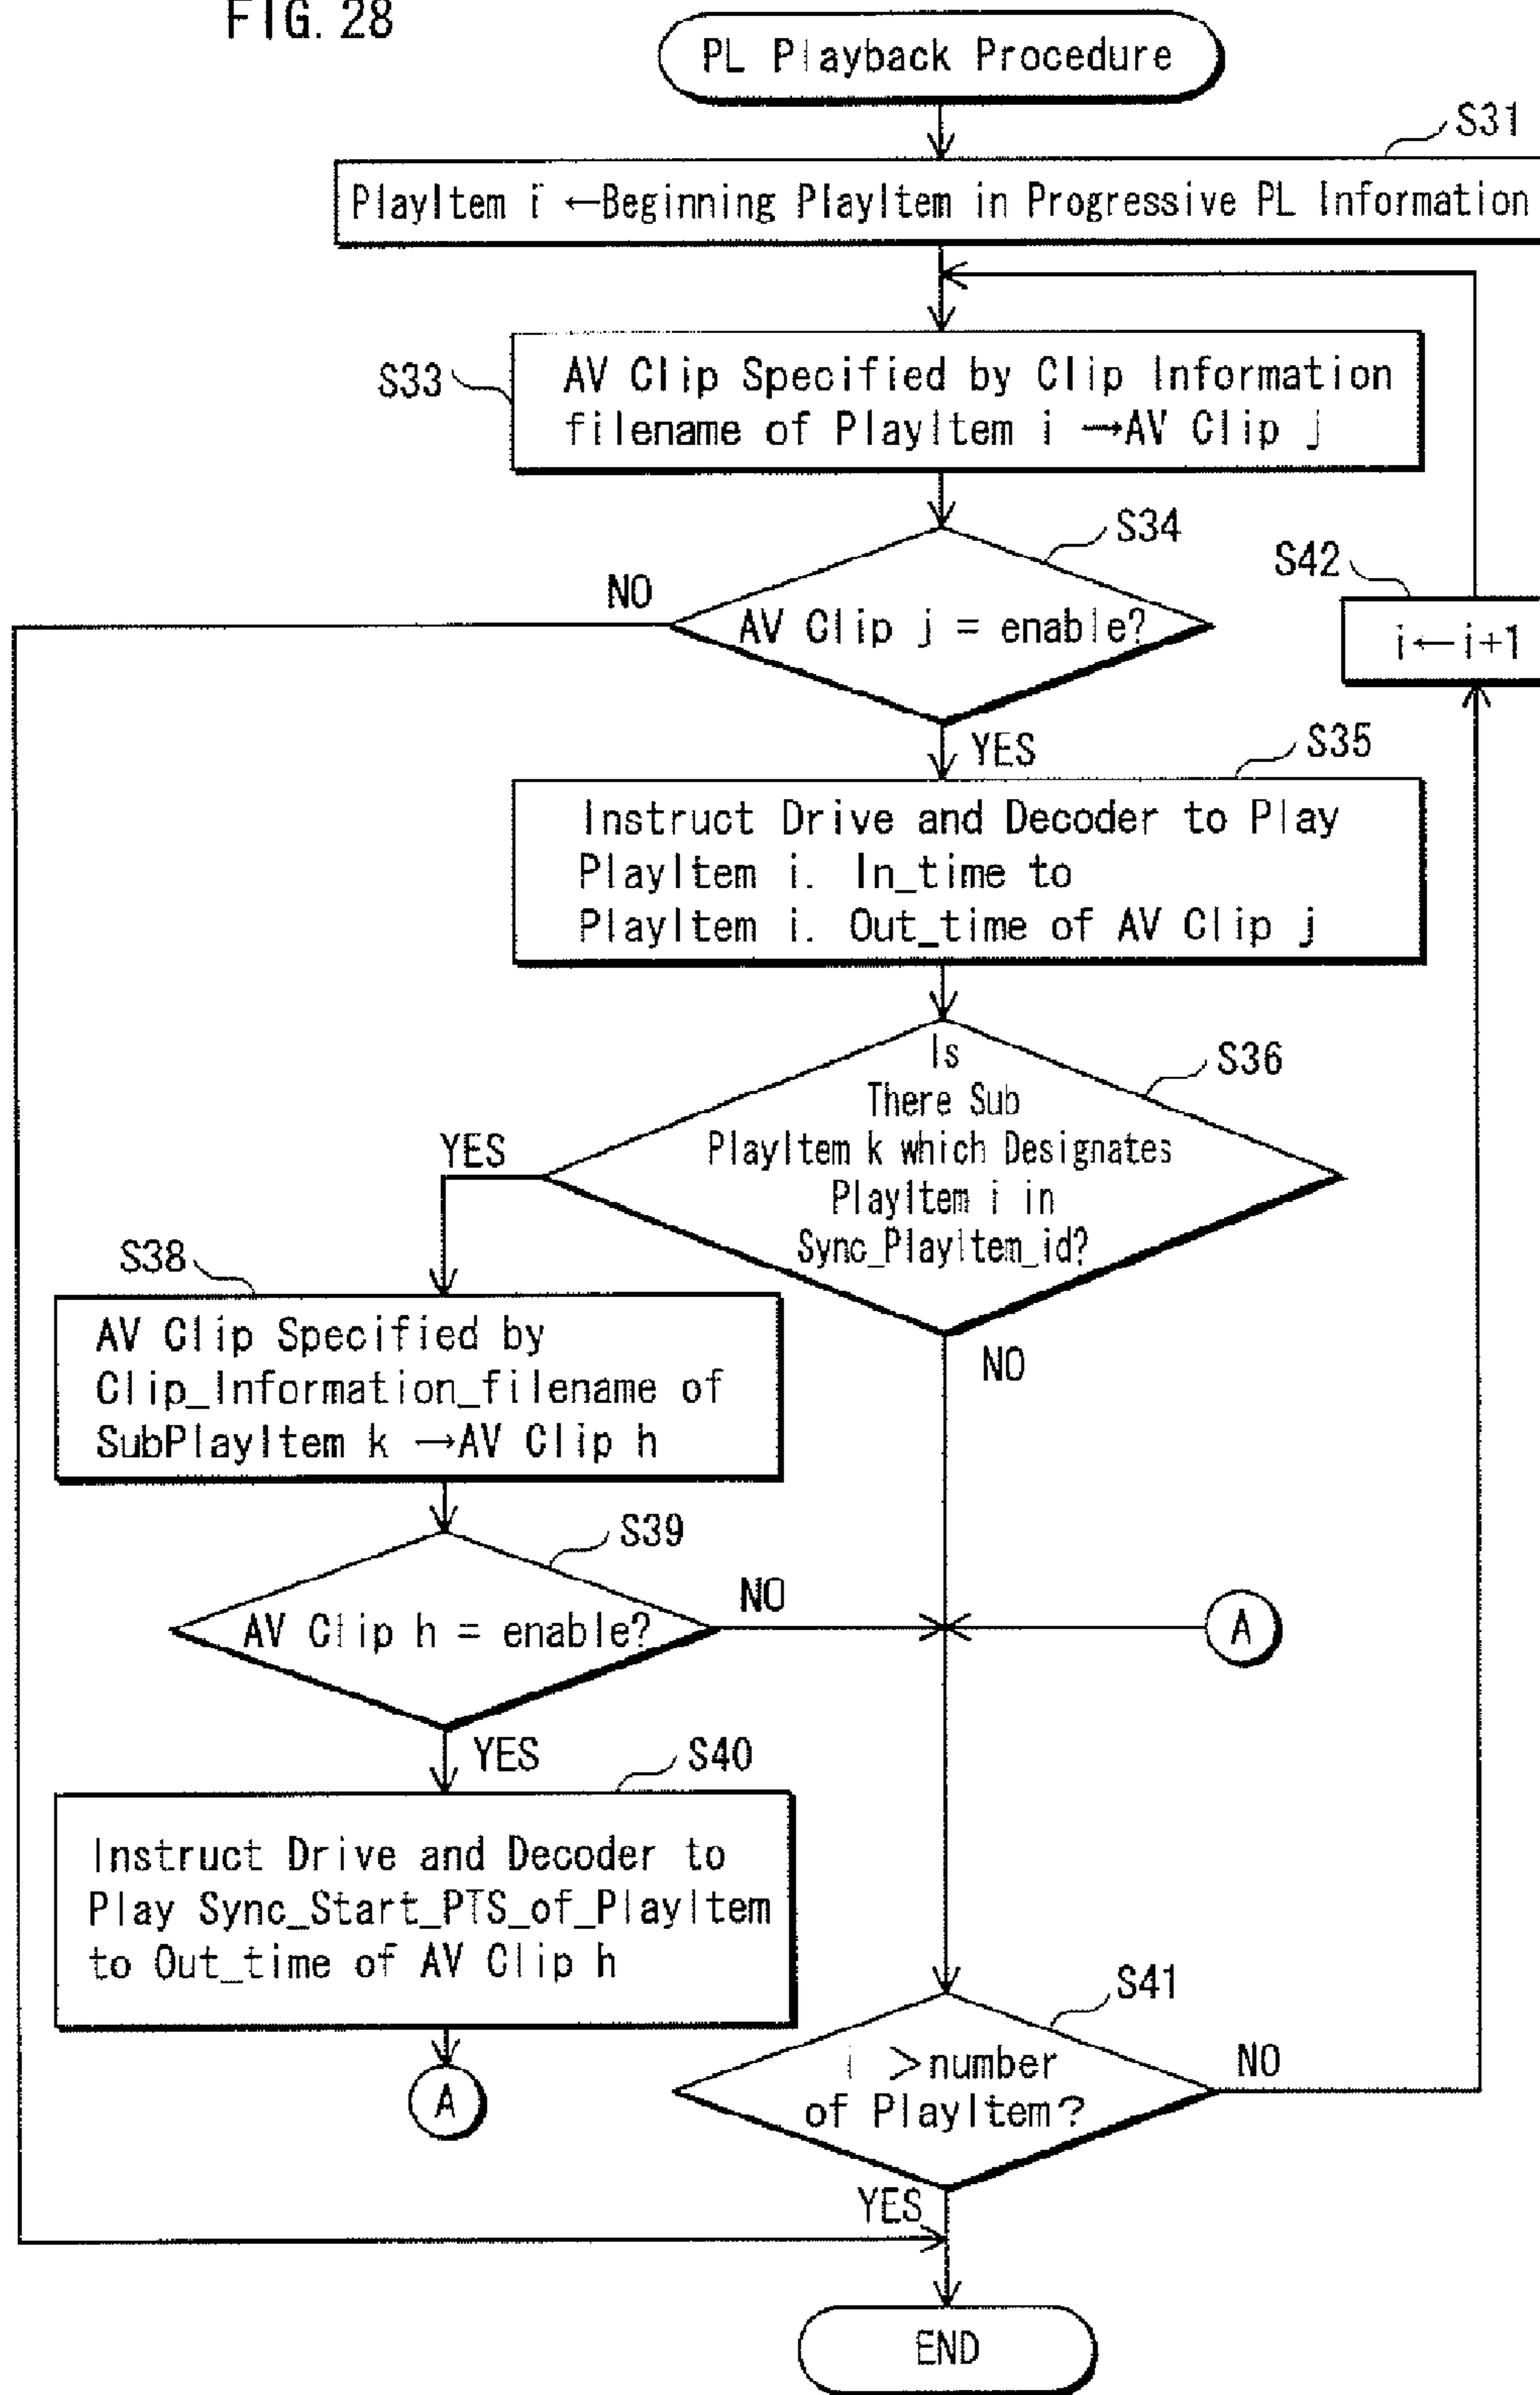 FIG. 28
PL Playback Procedure
S31
PlayItem i ←Beginning PlayItem in Progressive PL Information
S33
AV Clip Specified by Clip Information
filename of PlayItem i →AV Clip j
S34
NO
AV Clip j = enable?
S42
i←i+1
YES
S35
Instruct Drive and Decoder to Play
PlayItem i. In_time to
PlayItem i. Out_time of AV Clip j
S36
Is
There Sub
PlayItem k which Designates
PlayItem i in
Sync_PlayItem_id?
YES
NO
S38
AV Clip Specified by
Clip_Information_filename of
SubPlayItem k →AV Clip h
S39
AV Clip h = enable?
NO
A
YES
S40
Instruct Drive and Decoder to
Play Sync_Start_PTS_of_PlayItem
to Out_time of AV Clip h
A
S41
i >number
of PlayItem?
NO
YES
END